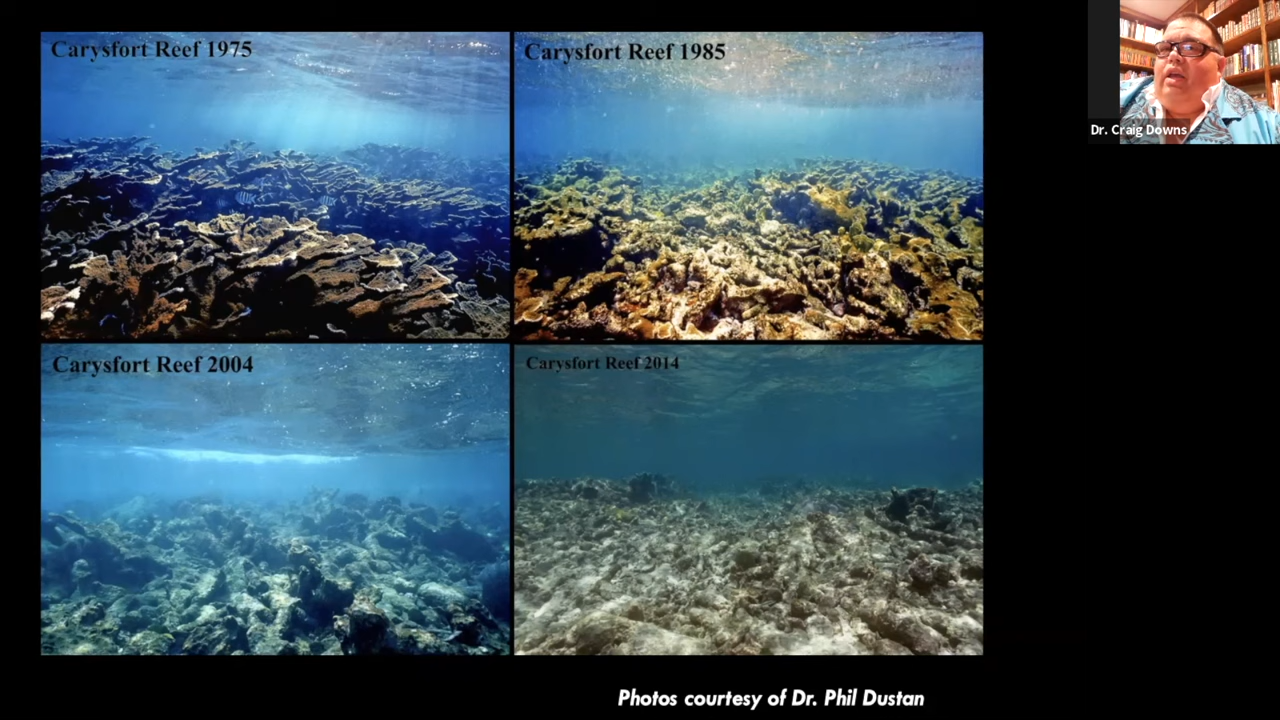 Carysfort Reef 1975
Carysfort Reef 1985
Dr. Craig Downs
Carysfort Reef 2004
Carysfort Reef 2014
Photos courtesy of Dr. Phil Dustan